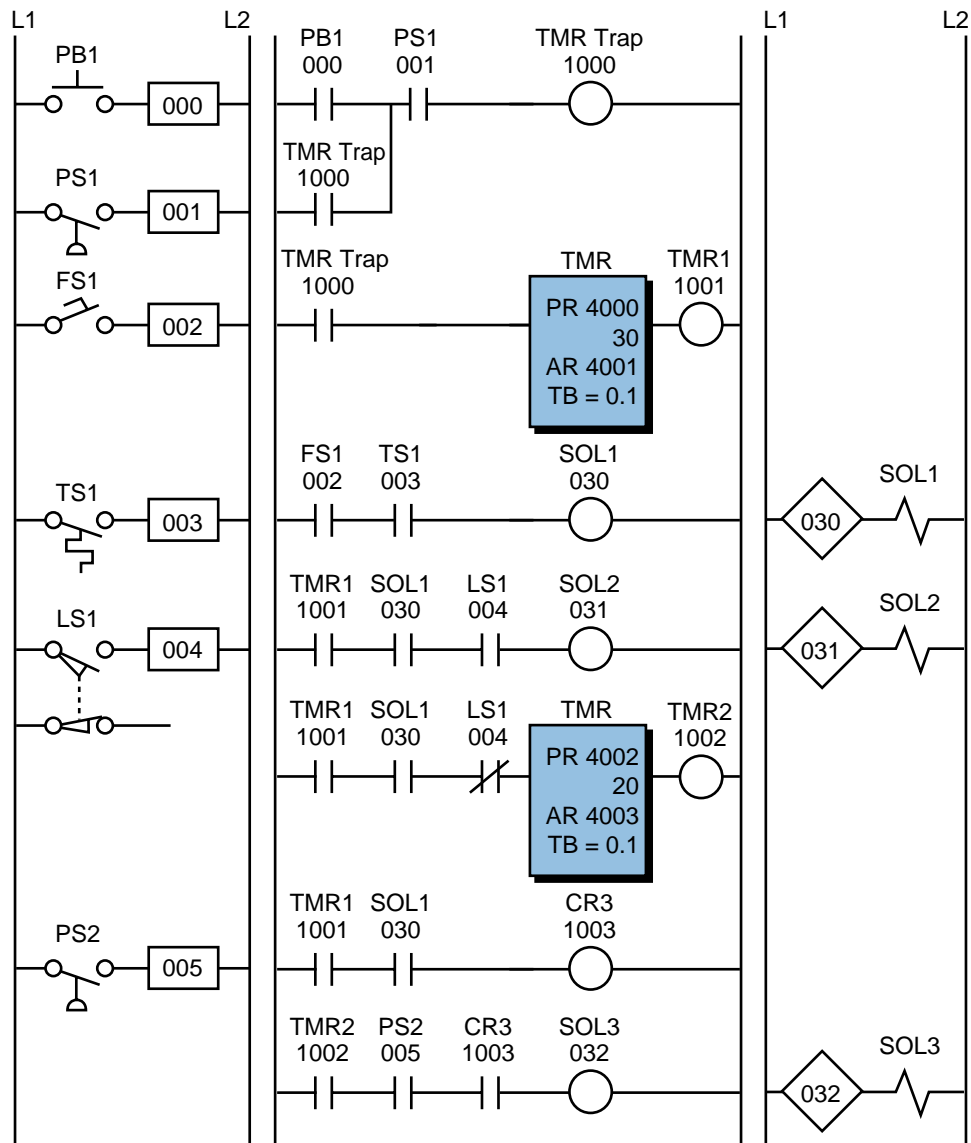 L1
L2
L1
L2
PB1
000
PS1
001
FS1
002
TS1
003
LS1
004
PS2
005
PB1
000
PS1
001
TMR Trap
1000
TMR Trap
1000
TMR Trap
1000
TMR
PR 4000
30
AR 4001
TB = 0.1
TMR1
1001
FS1
002
TS1
003
SOL1
030
TMR1
1001
SOL1
030
LS1
004
SOL2
031
TMR1
1001
SOL1
030
LS1
004
TMR
PR 4002
20
AR 4003
TB = 0.1
TMR2
1002
TMR1
1001
SOL1
030
CR3
1003
TMR2
1002
PS2
005
CR3
1003
SOL3
032
030
SOL1
031
SOL2
032
SOL3